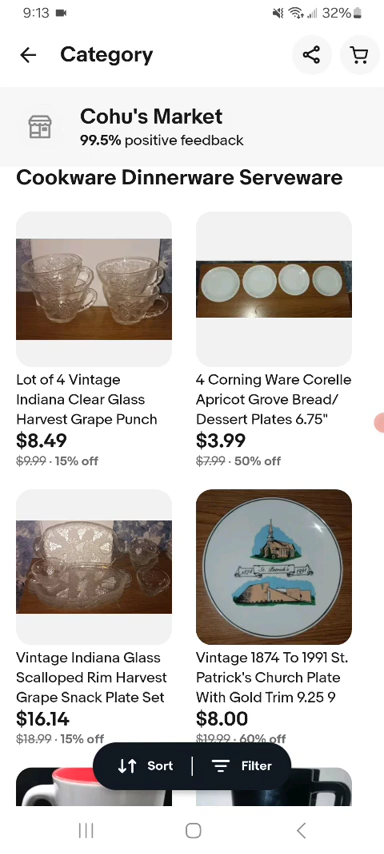 9:13
32%
Category
Cohu's Market
99.5% positive feedback
Cookware Dinnerware Serveware
Lot of 4 Vintage
Indiana Clear Glass
Harvest Grape Punch
$8.49
$9.99 · 15% off
4 Corning Ware Corelle
Apricot Grove Bread/
Dessert Plates 6.75"
$3.99
$7.99 · 50% off
1874 St. Patrick's 1991
Vintage Indiana Glass
Scalloped Rim Harvest
Grape Snack Plate Set
$16.14
$18.99 · 15% off
Vintage 1874 To 1991 St.
Patrick's Church Plate
With Gold Trim 9.25 9
$8.00
$19.99 · 60% off
Sort
Filter